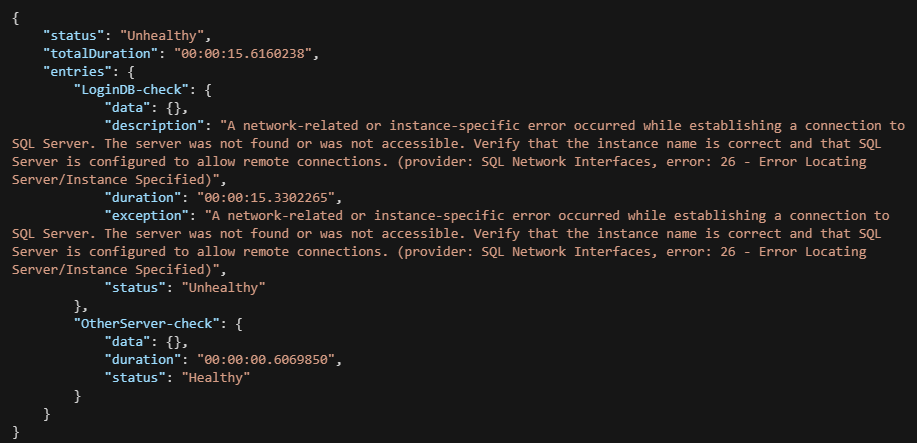 {
    "status": "Unhealthy",
    "totalDuration": "00:00:15.6160238",
    "entries": {
        "LoginDB-check": {
            "data": {},
            "description": "A network-related or instance-specific error occurred while establishing a connection to
SQL Server. The server was not found or was not accessible. Verify that the instance name is correct and that SQL
Server is configured to allow remote connections. (provider: SQL Network Interfaces, error: 26 - Error Locating
Server/Instance Specified)",
            "duration": "00:00:15.3302265",
            "exception": "A network-related or instance-specific error occurred while establishing a connection to
SQL Server. The server was not found or was not accessible. Verify that the instance name is correct and that SQL
Server is configured to allow remote connections. (provider: SQL Network Interfaces, error: 26 - Error Locating
Server/Instance Specified)",
            "status": "Unhealthy"
        },
        "OtherServer-check": {
            "data": {},
            "duration": "00:00:00.6069850",
            "status": "Healthy"
        }
    }
}